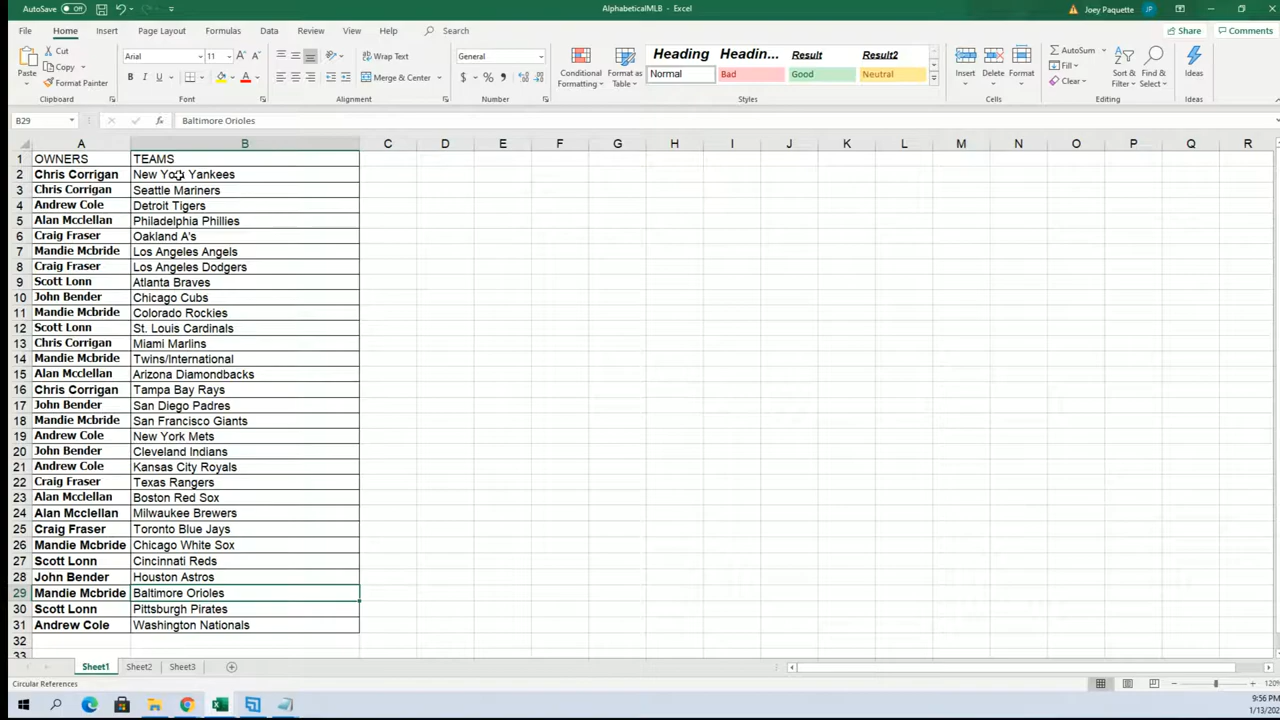 AutoSave Off AlphabeticalMLB - Excel Joey Paquette JP
File Home Insert Page Layout Formulas Data Review View Help Search Share Comments
Paste Cut Copy Format Painter Clipboard
Arial 11 B I U A Font
Wrap Text Merge & Center Alignment
General $ % Number
Conditional Formatting Format as Table
Heading Headin... Result Result2
Normal Bad Good Neutral Styles
Insert Delete Format Cells
AutoSum Fill Clear Sort & Filter Find & Select Editing
Ideas Ideas
B29 fx Baltimore Orioles
A B C D E F G H I J K L M N O P Q R
1 OWNERS TEAMS
2 Chris Corrigan New York Yankees
3 Chris Corrigan Seattle Mariners
4 Andrew Cole Detroit Tigers
5 Alan Mcclellan Philadelphia Phillies
6 Craig Fraser Oakland A's
7 Mandie Mcbride Los Angeles Angels
8 Craig Fraser Los Angeles Dodgers
9 Scott Lonn Atlanta Braves
10 John Bender Chicago Cubs
11 Mandie Mcbride Colorado Rockies
12 Scott Lonn St. Louis Cardinals
13 Chris Corrigan Miami Marlins
14 Mandie Mcbride Twins/International
15 Alan Mcclellan Arizona Diamondbacks
16 Chris Corrigan Tampa Bay Rays
17 John Bender San Diego Padres
18 Mandie Mcbride San Francisco Giants
19 Andrew Cole New York Mets
20 John Bender Cleveland Indians
21 Andrew Cole Kansas City Royals
22 Craig Fraser Texas Rangers
23 Alan Mcclellan Boston Red Sox
24 Alan Mcclellan Milwaukee Brewers
25 Craig Fraser Toronto Blue Jays
26 Mandie Mcbride Chicago White Sox
27 Scott Lonn Cincinnati Reds
28 John Bender Houston Astros
29 Mandie Mcbride Baltimore Orioles
30 Scott Lonn Pittsburgh Pirates
31 Andrew Cole Washington Nationals
32
33
Sheet1 Sheet2 Sheet3
Circular References 120%
9:56 PM
1/13/202